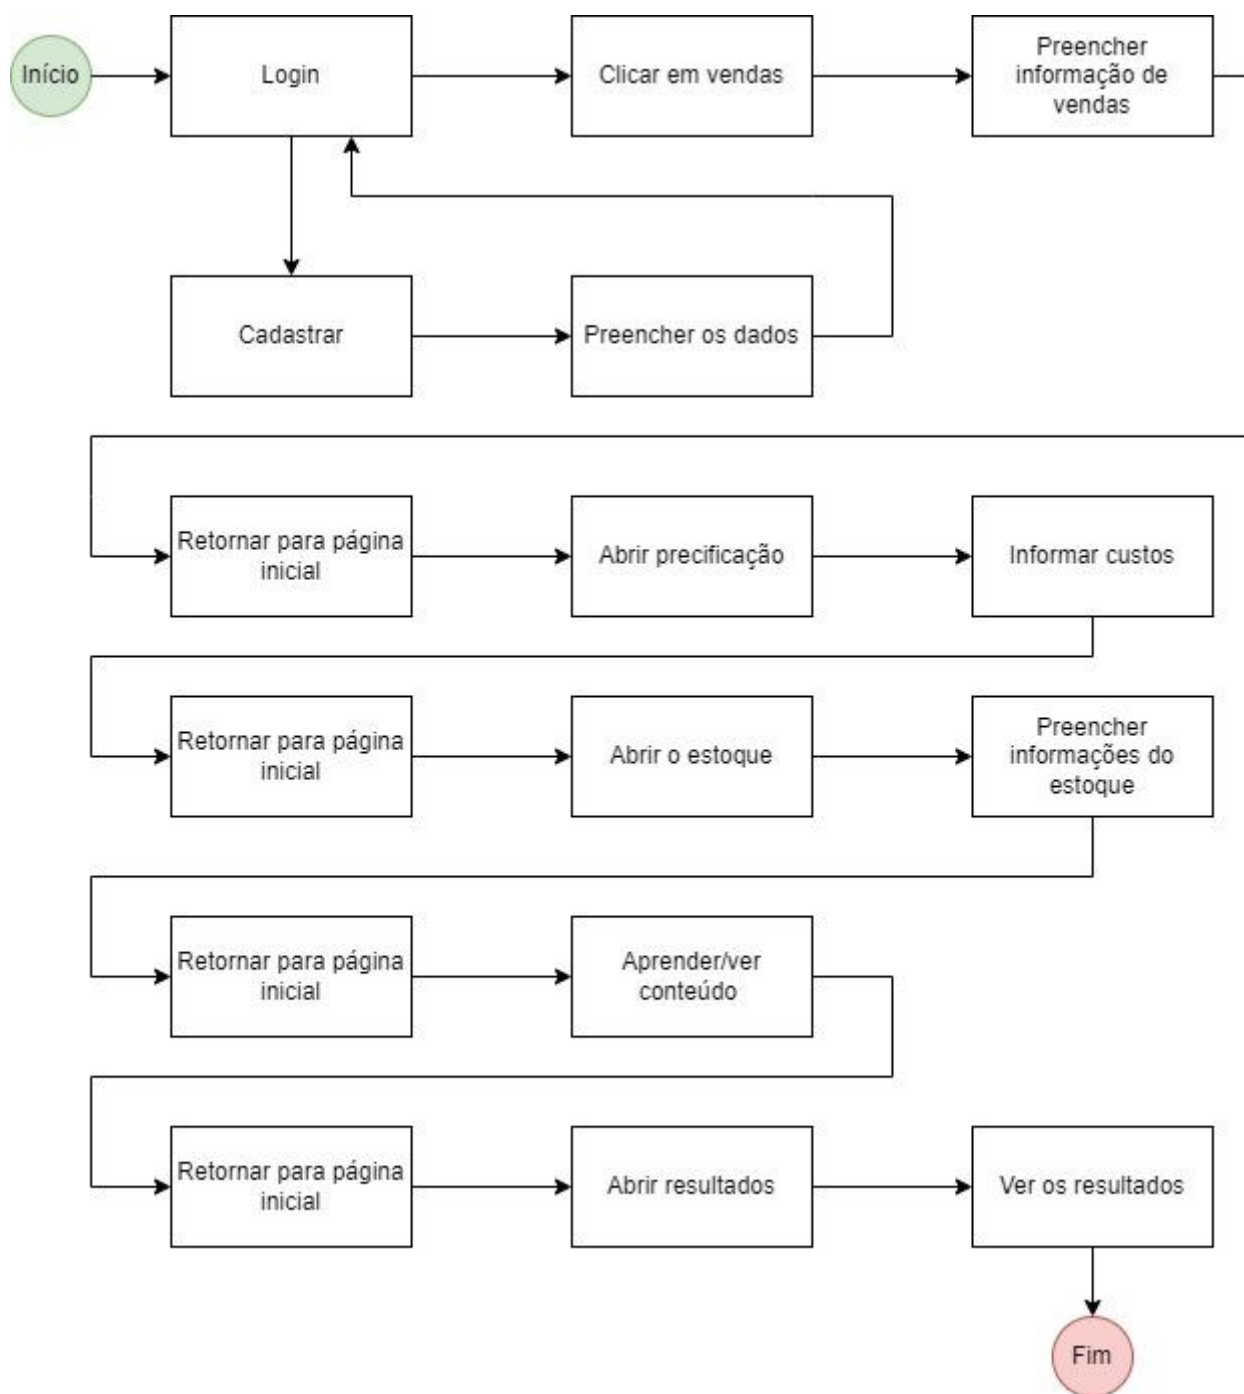 Início
Login
Clicar em vendas
Preencher
informação de
vendas
Cadastrar
Preencher os dados
Retornar para página
inicial
Abrir precificação
Informar custos
Retornar para página
inicial
Abrir o estoque
Preencher
informações do
estoque
Retornar para página
inicial
Aprender/ver
conteúdo
Retornar para página
inicial
Abrir resultados
Ver os resultados
Fim